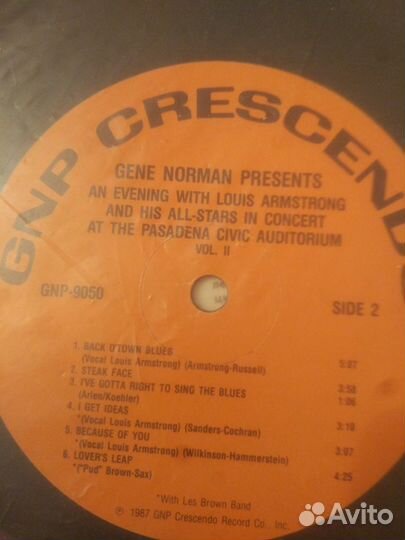 GNP CRESCENDO
GENE NORMAN PRESENTS
AN EVENING WITH LOUIS ARMSTRONG
AND HIS ALL-STARS IN CONCERT
AT THE PASADENA CIVIC AUDITORIUM
VOL. II
GNP-9050
SIDE 2
1. BACK O'TOWN BLUES
(Vocal Louis Armstrong) (Armstrong-Russell) 5:07
2. STEAK FACE 3:58
3. I'VE GOTTA RIGHT TO SING THE BLUES 1:06
(Arlen/Koehler)
4. I GET IDEAS
*(Vocal Louis Armstrong) (Sanders-Cochran) 3:19
5. BECAUSE OF YOU
*(Vocal Louis Armstrong) (Wilkinson-Hammerstein) 3:07
6. LOVER'S LEAP
*("Pud" Brown-Sax) 4:25
*With Les Brown Band
℗ 1987 GNP Crescendo Record Co., Inc.
Avito